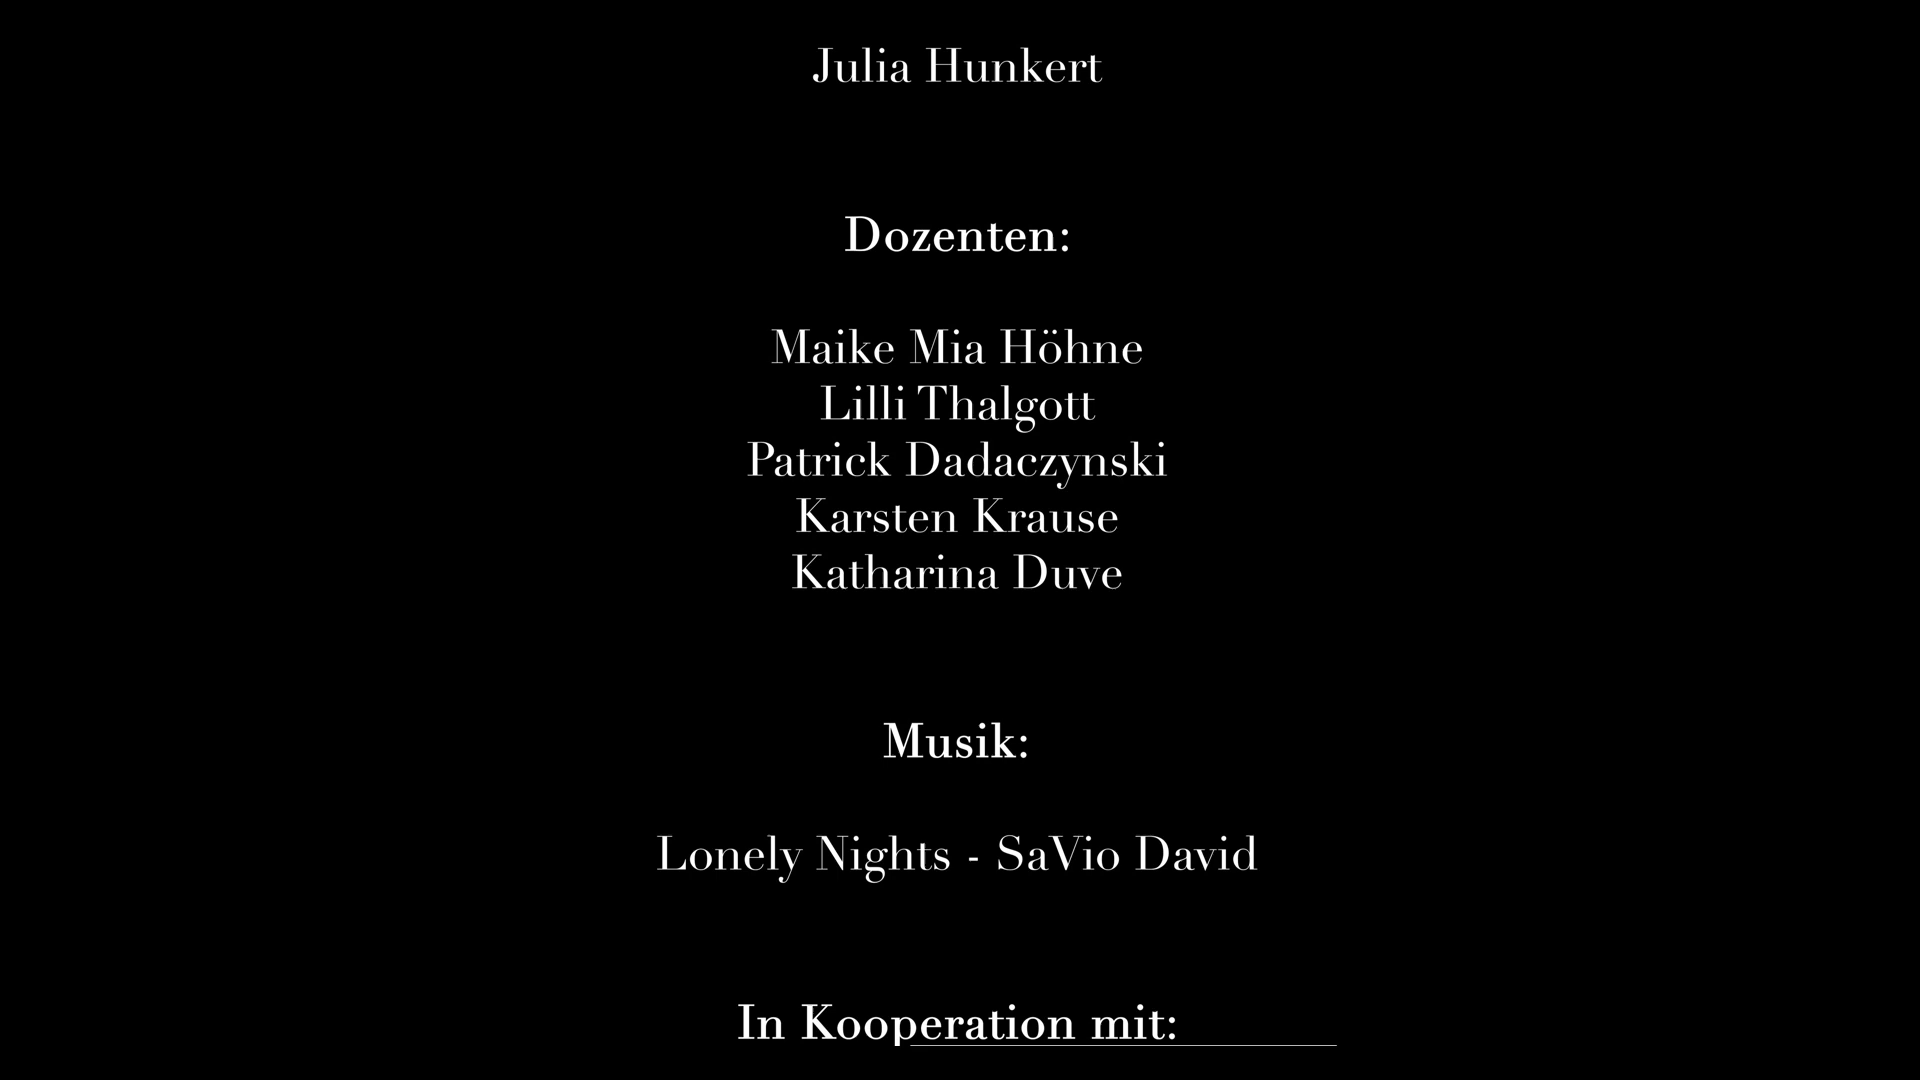 Julia Hunkert
Dozenten:
Maike Mia Höhne
Lilli Thalgott
Patrick Dadaczynski
Karsten Krause
Katharina Duve
Musik:
Lonely Nights - SaVio David
In Kooperation mit: